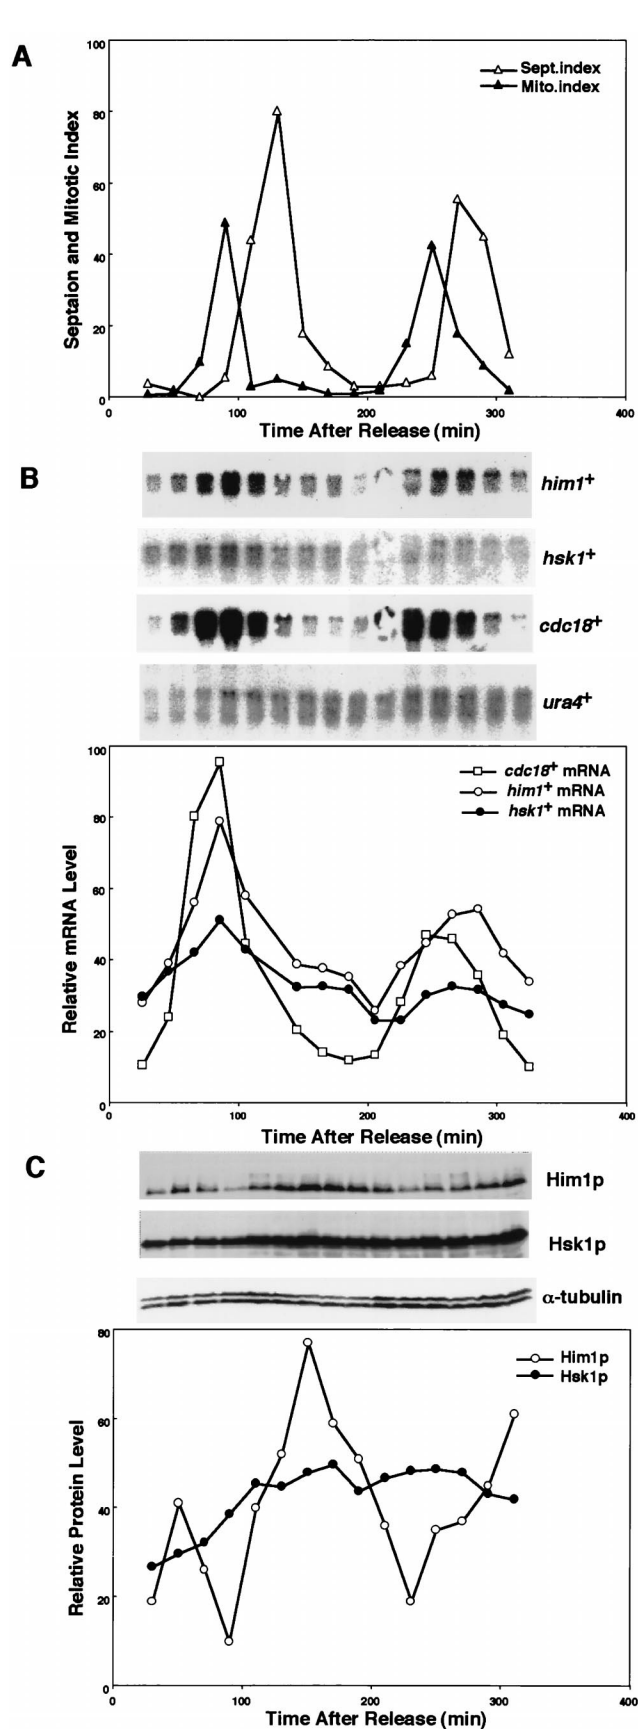 A
100
80
60
40
20
0
Septaion and Mitotic Index
Sept.index
Mito.index
0 100 200 300 400
Time After Release (min)
B
him1+
hsk1+
cdc18+
ura4+
100
80
60
40
20
0
Relative mRNA Level
cdc18+ mRNA
him1+ mRNA
hsk1+ mRNA
0 100 200 300 400
Time After Release (min)
C
Him1p
Hsk1p
α-tubulin
80
60
40
20
0
Relative Protein Level
Him1p
Hsk1p
0 100 200 300 400
Time After Release (min)